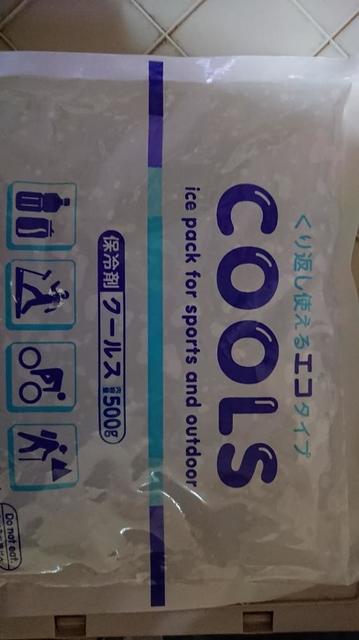 くり返し使えるエコタイプ
COOLS
ice pack for sports and outdoor
保冷剤 クールス 500g
Do not eat